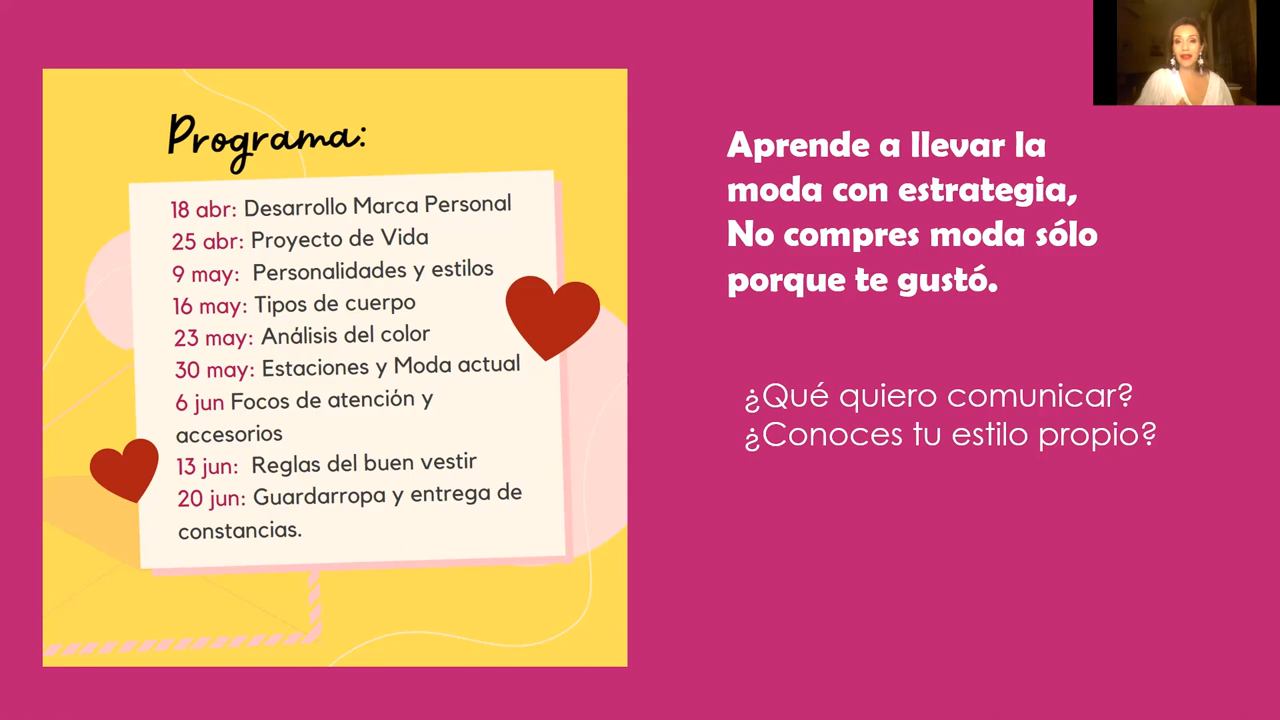 Programa:
18 abr: Desarrollo Marca Personal
25 abr: Proyecto de Vida
9 may: Personalidades y estilos
16 may: Tipos de cuerpo
23 may: Análisis del color
30 may: Estaciones y Moda actual
6 jun Focos de atención y
accesorios
13 jun: Reglas del buen vestir
20 jun: Guardarropa y entrega de
constancias.
Aprende a llevar la
moda con estrategia,
No compres moda sólo
porque te gustó.
¿Qué quiero comunicar?
¿Conoces tu estilo propio?